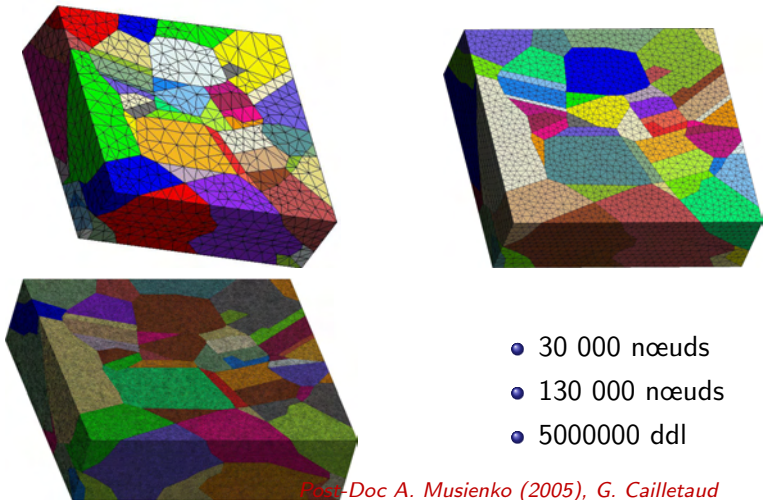 30 000 nœuds
130 000 nœuds
5000000 ddl
Post-Doc A. Musienko (2005), G. Cailletaud